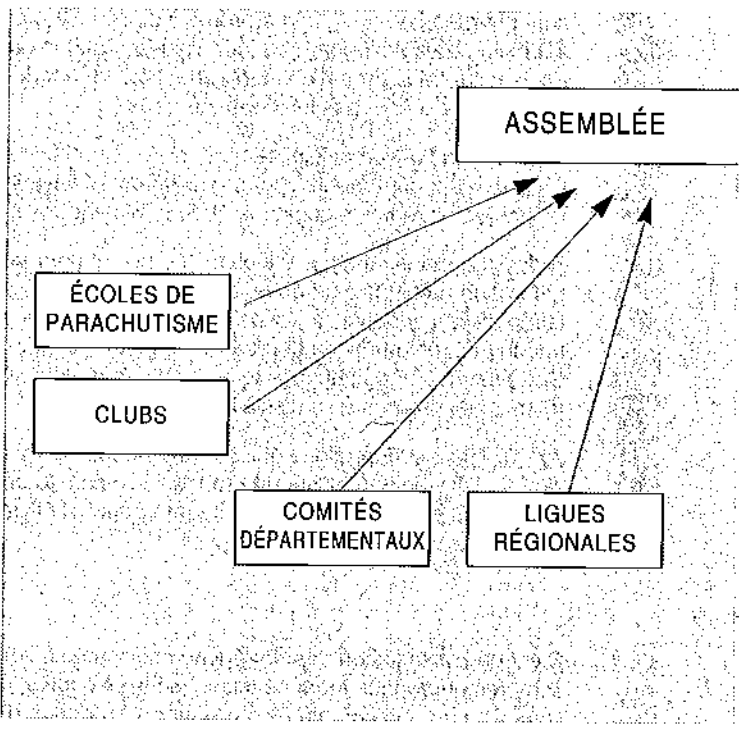 ASSEMBLÉE
ÉCOLES DE
PARACHUTISME
CLUBS
COMITÉS
DÉPARTEMENTAUX
LIGUES
RÉGIONALES